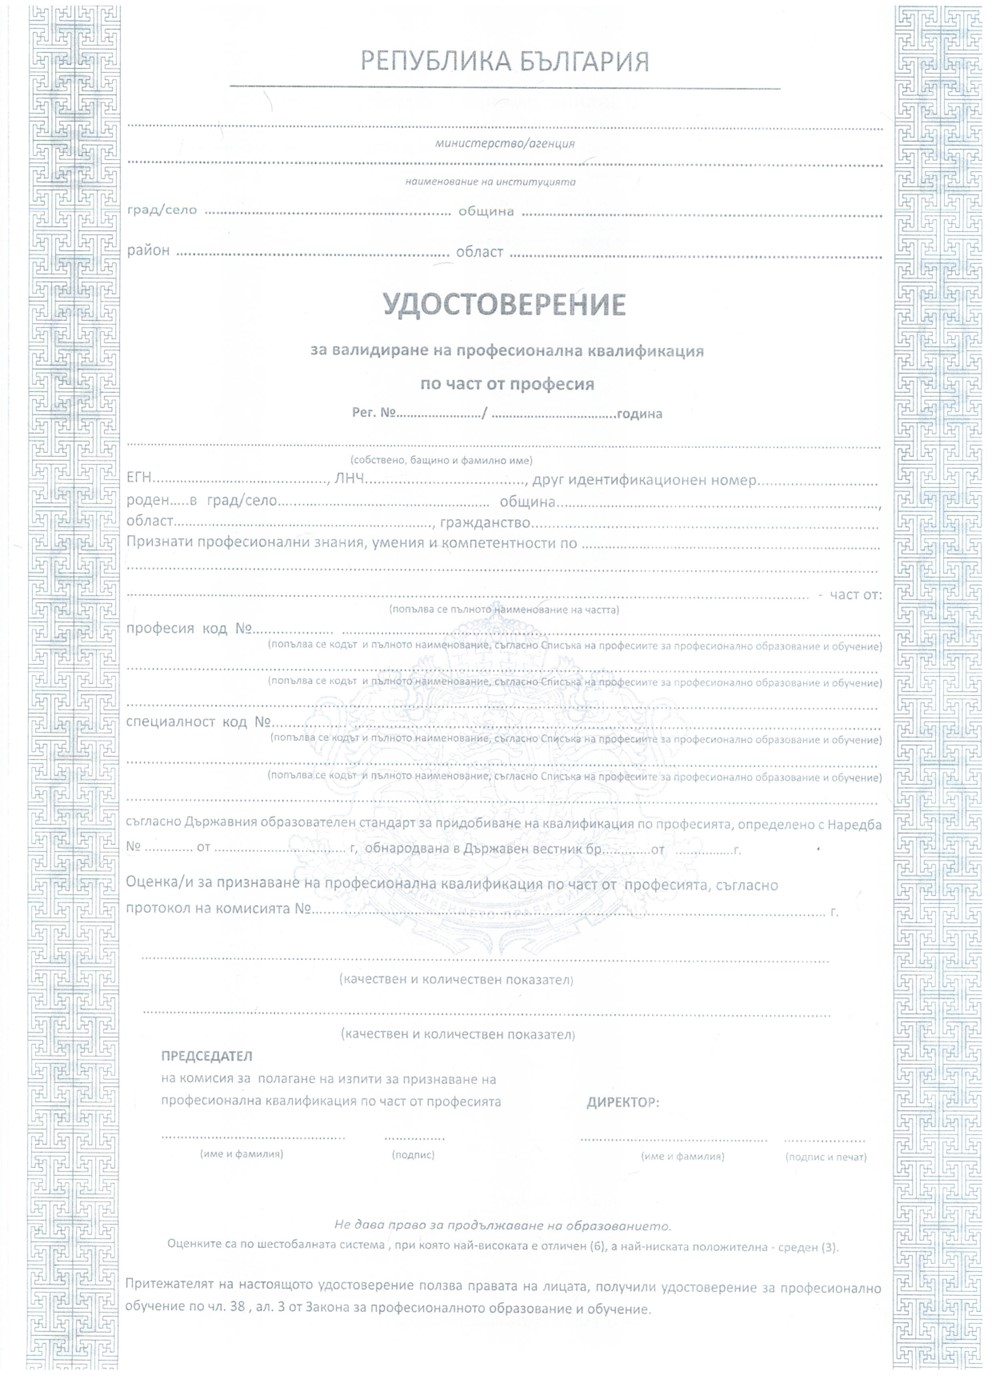 РЕПУБЛИКА БЪЛГАРИЯ
министерство/агенция
наименование на институцията
град/село ............................ община ............................
район ............................ област ............................
УДОСТОВЕРЕНИЕ
за валидиране на професионална квалификация
по част от професия
Рег. №......................./ ..................................година
(собствено, бащино и фамилно име)
ЕГН............................, ЛНЧ............................, друг идентификационен номер............................
роден.....в град/село............................ община............................,
област............................, гражданство............................
Признати професионални знания, умения и компетентности по ............................
............................ - част от:
(попълва се пълното наименование на частта)
професия код №............................
(попълва се кодът и пълното наименование, съгласно Списъка на професиите за професионално образование и обучение)
(попълва се кодът и пълното наименование, съгласно Списъка на професиите за професионално образование и обучение)
специалност код №............................
(попълва се кодът и пълното наименование, съгласно Списъка на професиите за професионално образование и обучение)
(попълва се кодът и пълното наименование, съгласно Списъка на професиите за професионално образование и обучение)
съгласно Държавния образователен стандарт за придобиване на квалификация по професията, определено с Наредба
№ ............ от ............................ г, обнародвана в Държавен вестник бр............от ...............г.
Оценка/и за признаване на професионална квалификация по част от професията, съгласно
протокол на комисията №............................ г.
(качествен и количествен показател)
(качествен и количествен показател)
ПРЕДСЕДАТЕЛ
на комисия за полагане на изпити за признаване на
професионална квалификация по част от професията ДИРЕКТОР:
(име и фамилия) (подпис) (име и фамилия) (подпис и печат)
Не дава право за продължаване на образованието.
Оценките са по шестобалната система , при която най-високата е отличен (6), а най-ниската положителна - среден (3).
Притежателят на настоящото удостоверение ползва правата на лицата, получили удостоверение за професионално
обучение по чл. 38 , ал. 3 от Закона за професионалното образование и обучение.